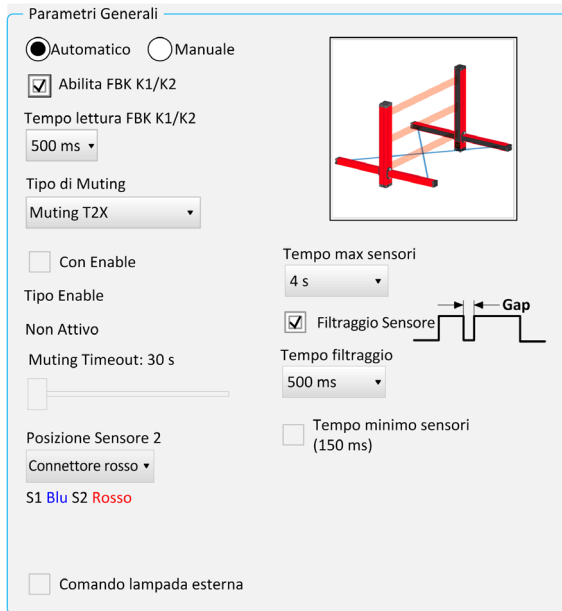 Parametri Generali
Automatico
Manuale
Abilita FBK K1/K2
Tempo lettura FBK K1/K2
500 ms
Tipo di Muting
Muting T2X
Con Enable
Tipo Enable
Non Attivo
Muting Timeout: 30 s
Posizione Sensore 2
Connettore rosso
S1 Blu S2 Rosso
Comando lampada esterna
Tempo max sensori
4 s
Filtraggio Sensore
Gap
Tempo filtraggio
500 ms
Tempo minimo sensori
(150 ms)